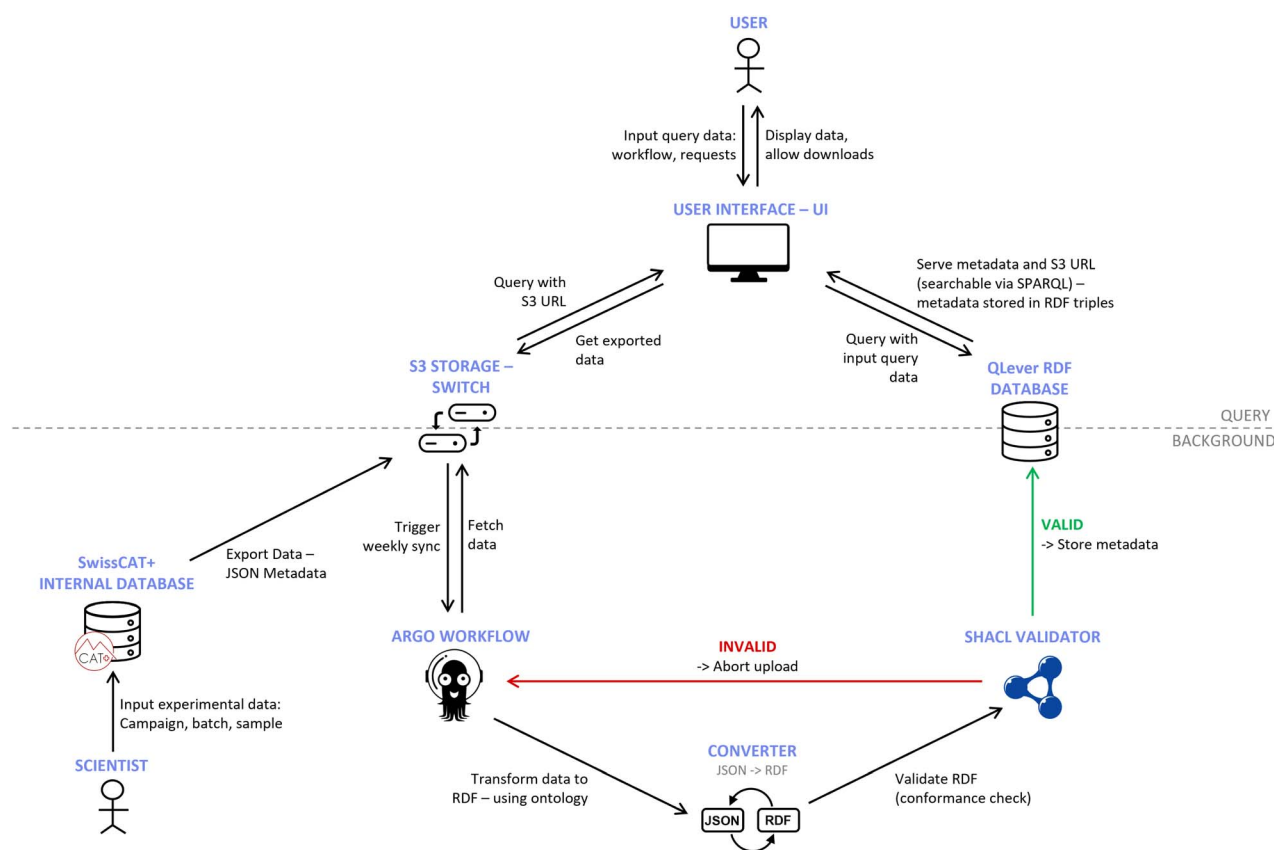 USER
Input query data:
workflow, requests
Display data,
allow downloads
USER INTERFACE – UI
Query with
S3 URL
Get exported
data
Serve metadata and S3 URL
(searchable via SPARQL) –
metadata stored in RDF triples
Query with
input query
data
S3 STORAGE –
SWITCH
QLever RDF
DATABASE
QUERY
BACKGROUND
Trigger
weekly sync
Fetch
data
VALID
-> Store metadata
Export Data –
JSON Metadata
SwissCAT+
INTERNAL DATABASE
CAT+
ARGO WORKFLOW
INVALID
-> Abort upload
SHACL VALIDATOR
Input experimental data:
Campaign, batch, sample
SCIENTIST
Transform data to
RDF – using ontology
CONVERTER
JSON -> RDF
JSON
RDF
Validate RDF
(conformance check)